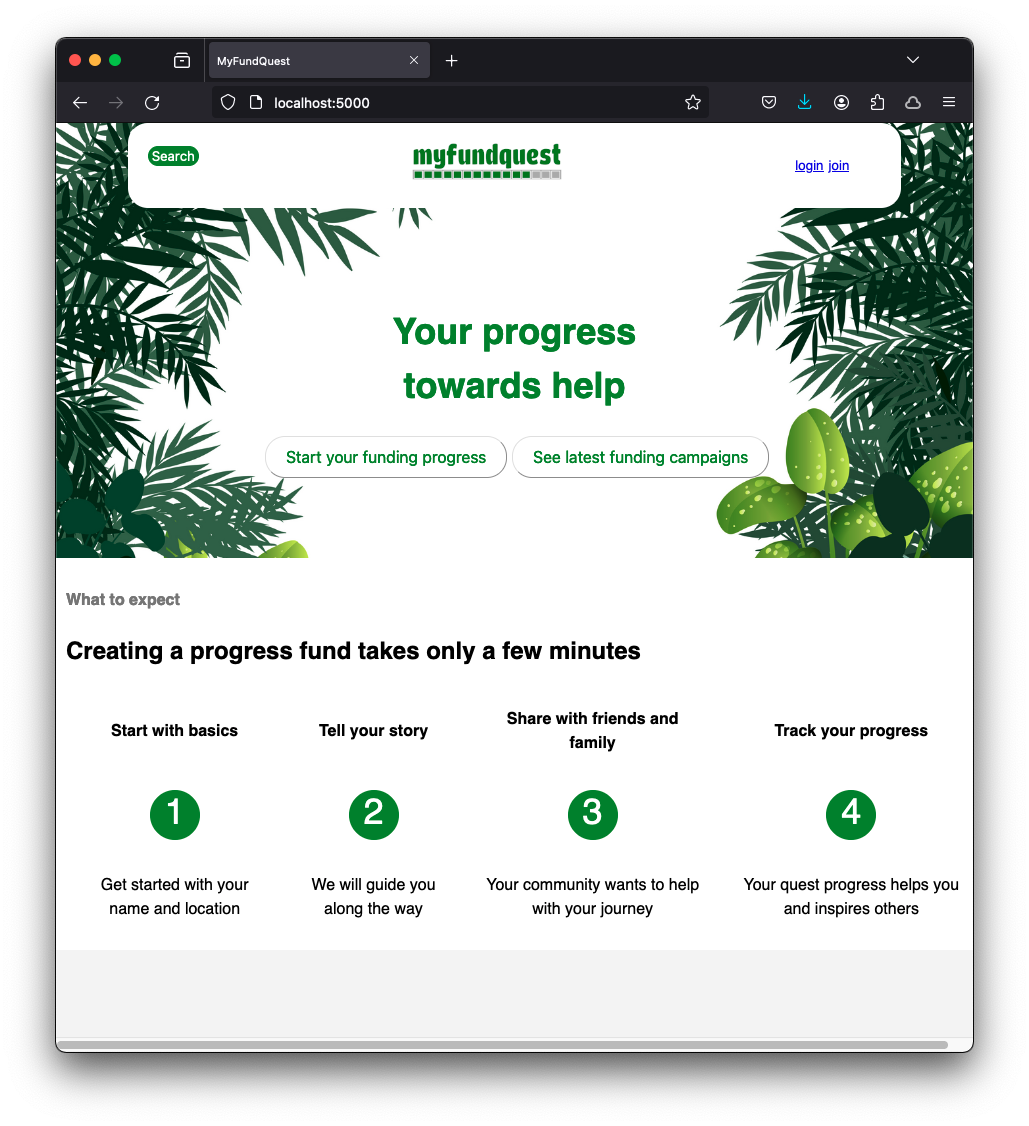 MyFundQuest
localhost:5000
Search
myfundquest
login join
Your progress
towards help
Start your funding progress
See latest funding campaigns
What to expect
Creating a progress fund takes only a few minutes
Start with basics
Tell your story
Share with friends and
family
Track your progress
1
2
3
4
Get started with your
name and location
We will guide you
along the way
Your community wants to help
with your journey
Your quest progress helps you
and inspires others